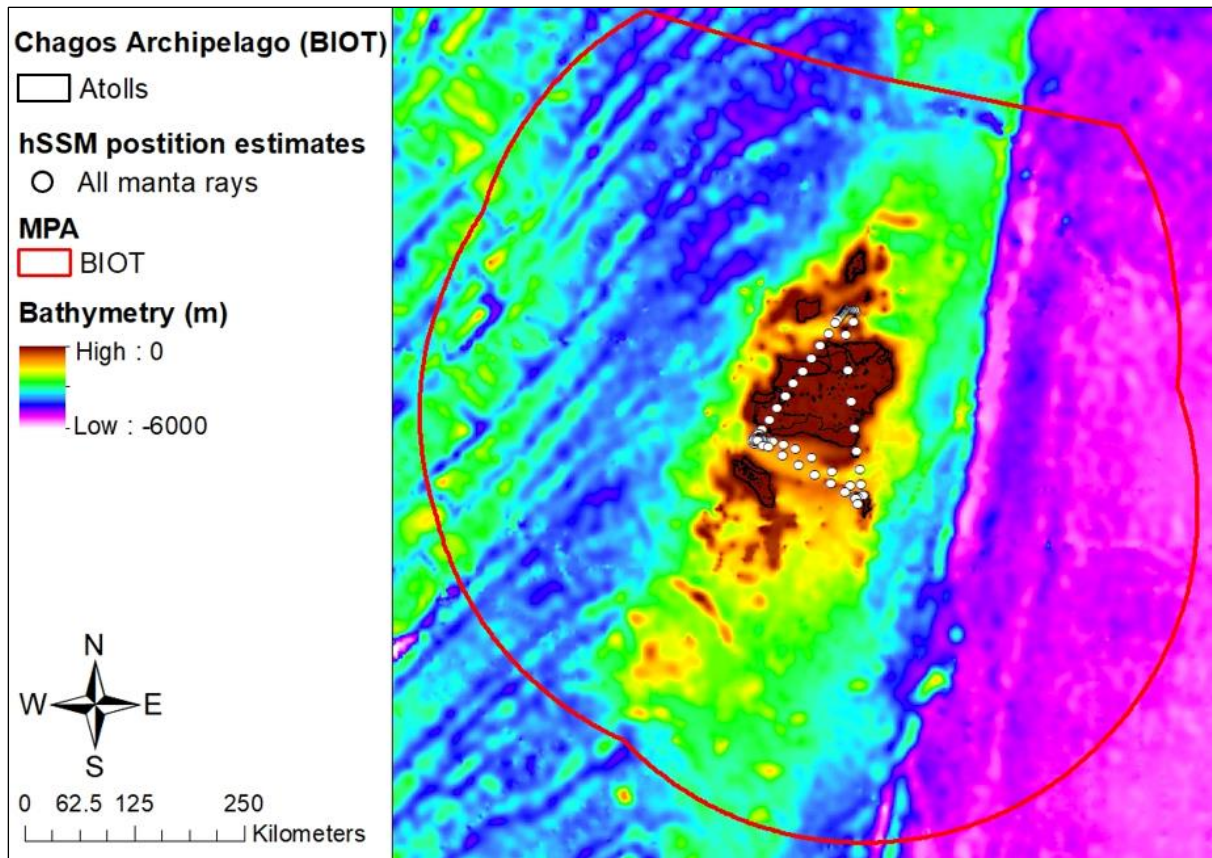 Chagos Archipelago (BIOT)
Atolls
hSSM postition estimates
All manta rays
MPA
BIOT
Bathymetry (m)
High : 0
Low : -6000
N
W E
S
0 62.5 125 250
Kilometers